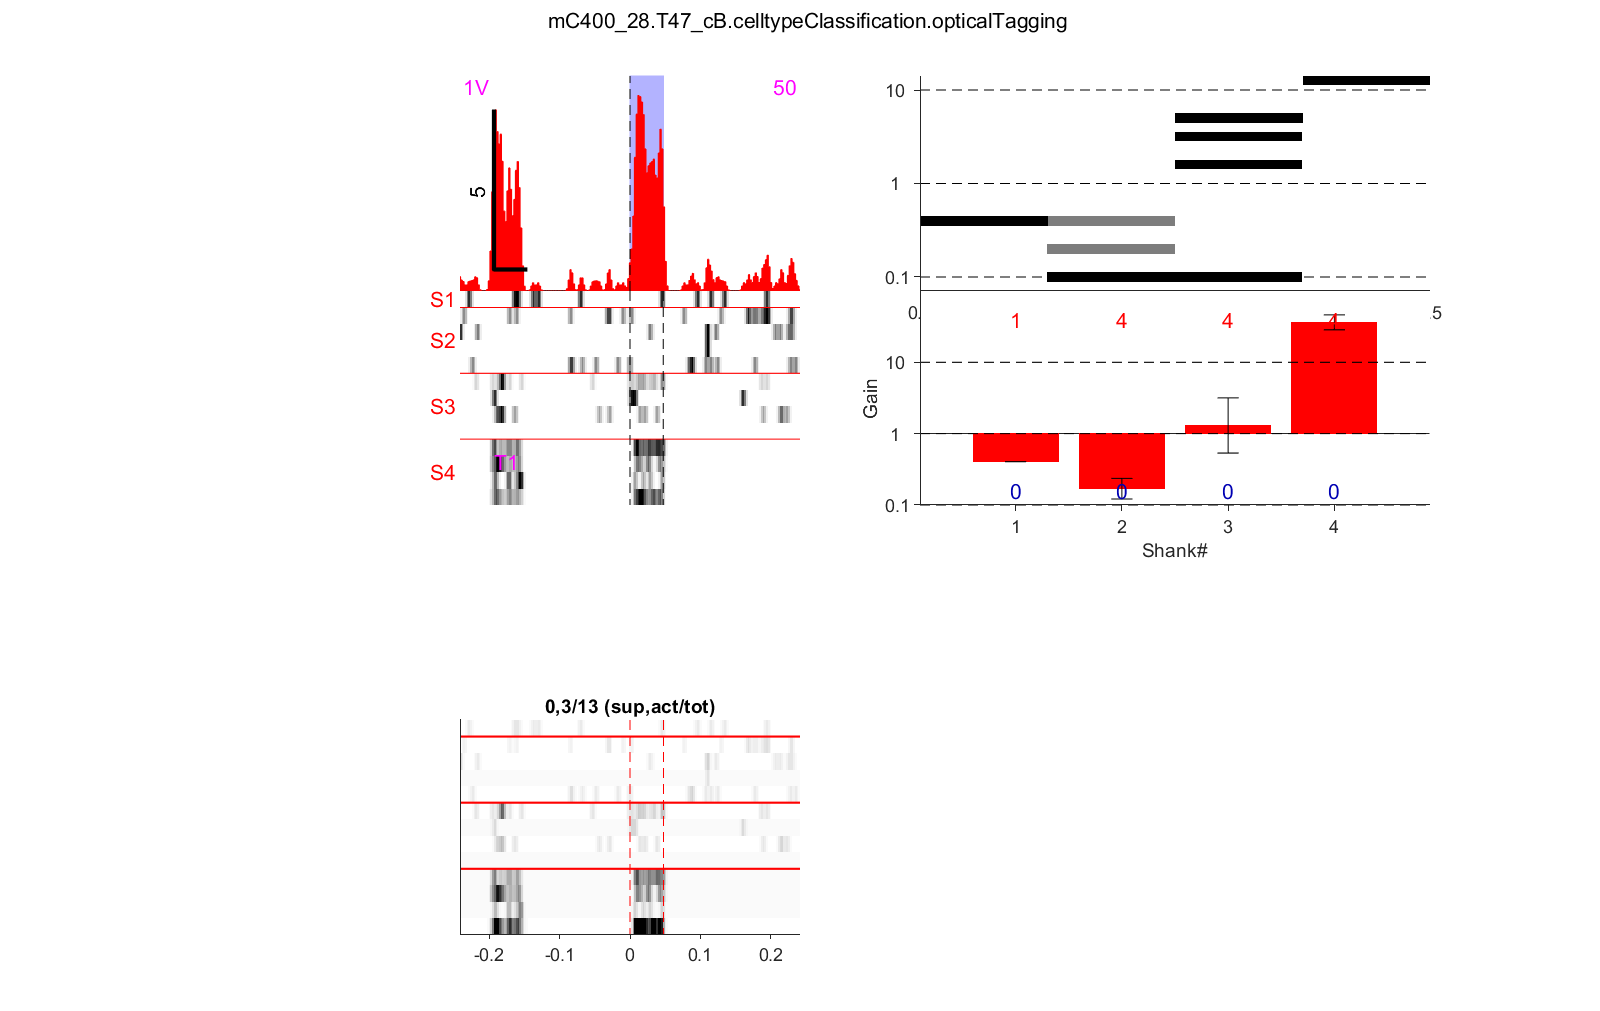 mC400_28.T47_cB.celltypeClassification.opticalTagging
1V
50
5
S1
S2
S3
S4
T1
10
1
0.1
0.
5
1
4
4
4
10
1
0.1
Gain
0
0
0
0
1
2
3
4
Shank#
0,3/13 (sup,act/tot)
-0.2
-0.1
0
0.1
0.2